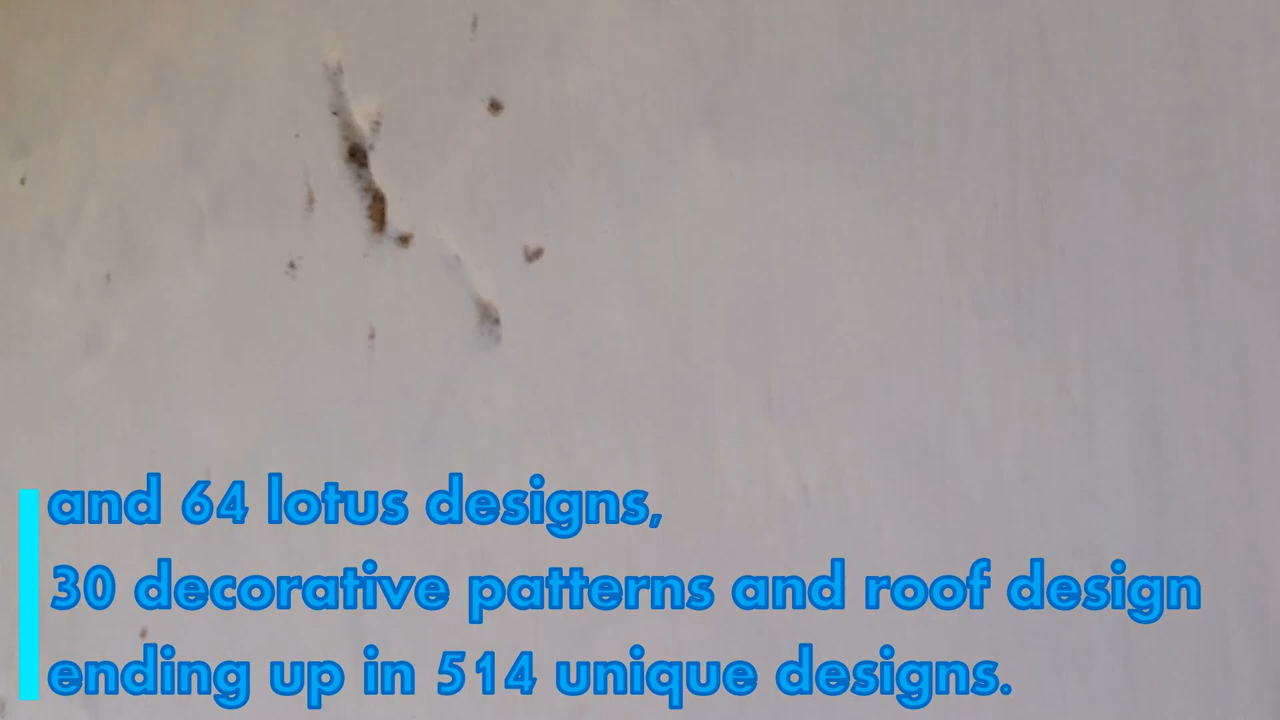 and 64 lotus designs,
30 decorative patterns and roof design
ending up in 514 unique designs.